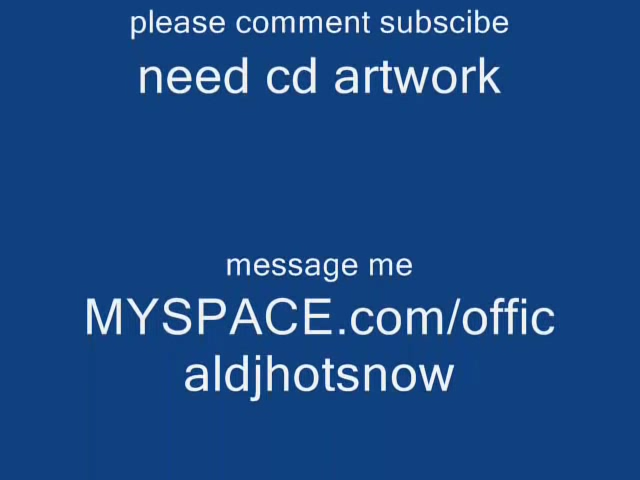 please comment subscibe
need cd artwork
message me
MYSPACE.com/offic
aldjhotsnow